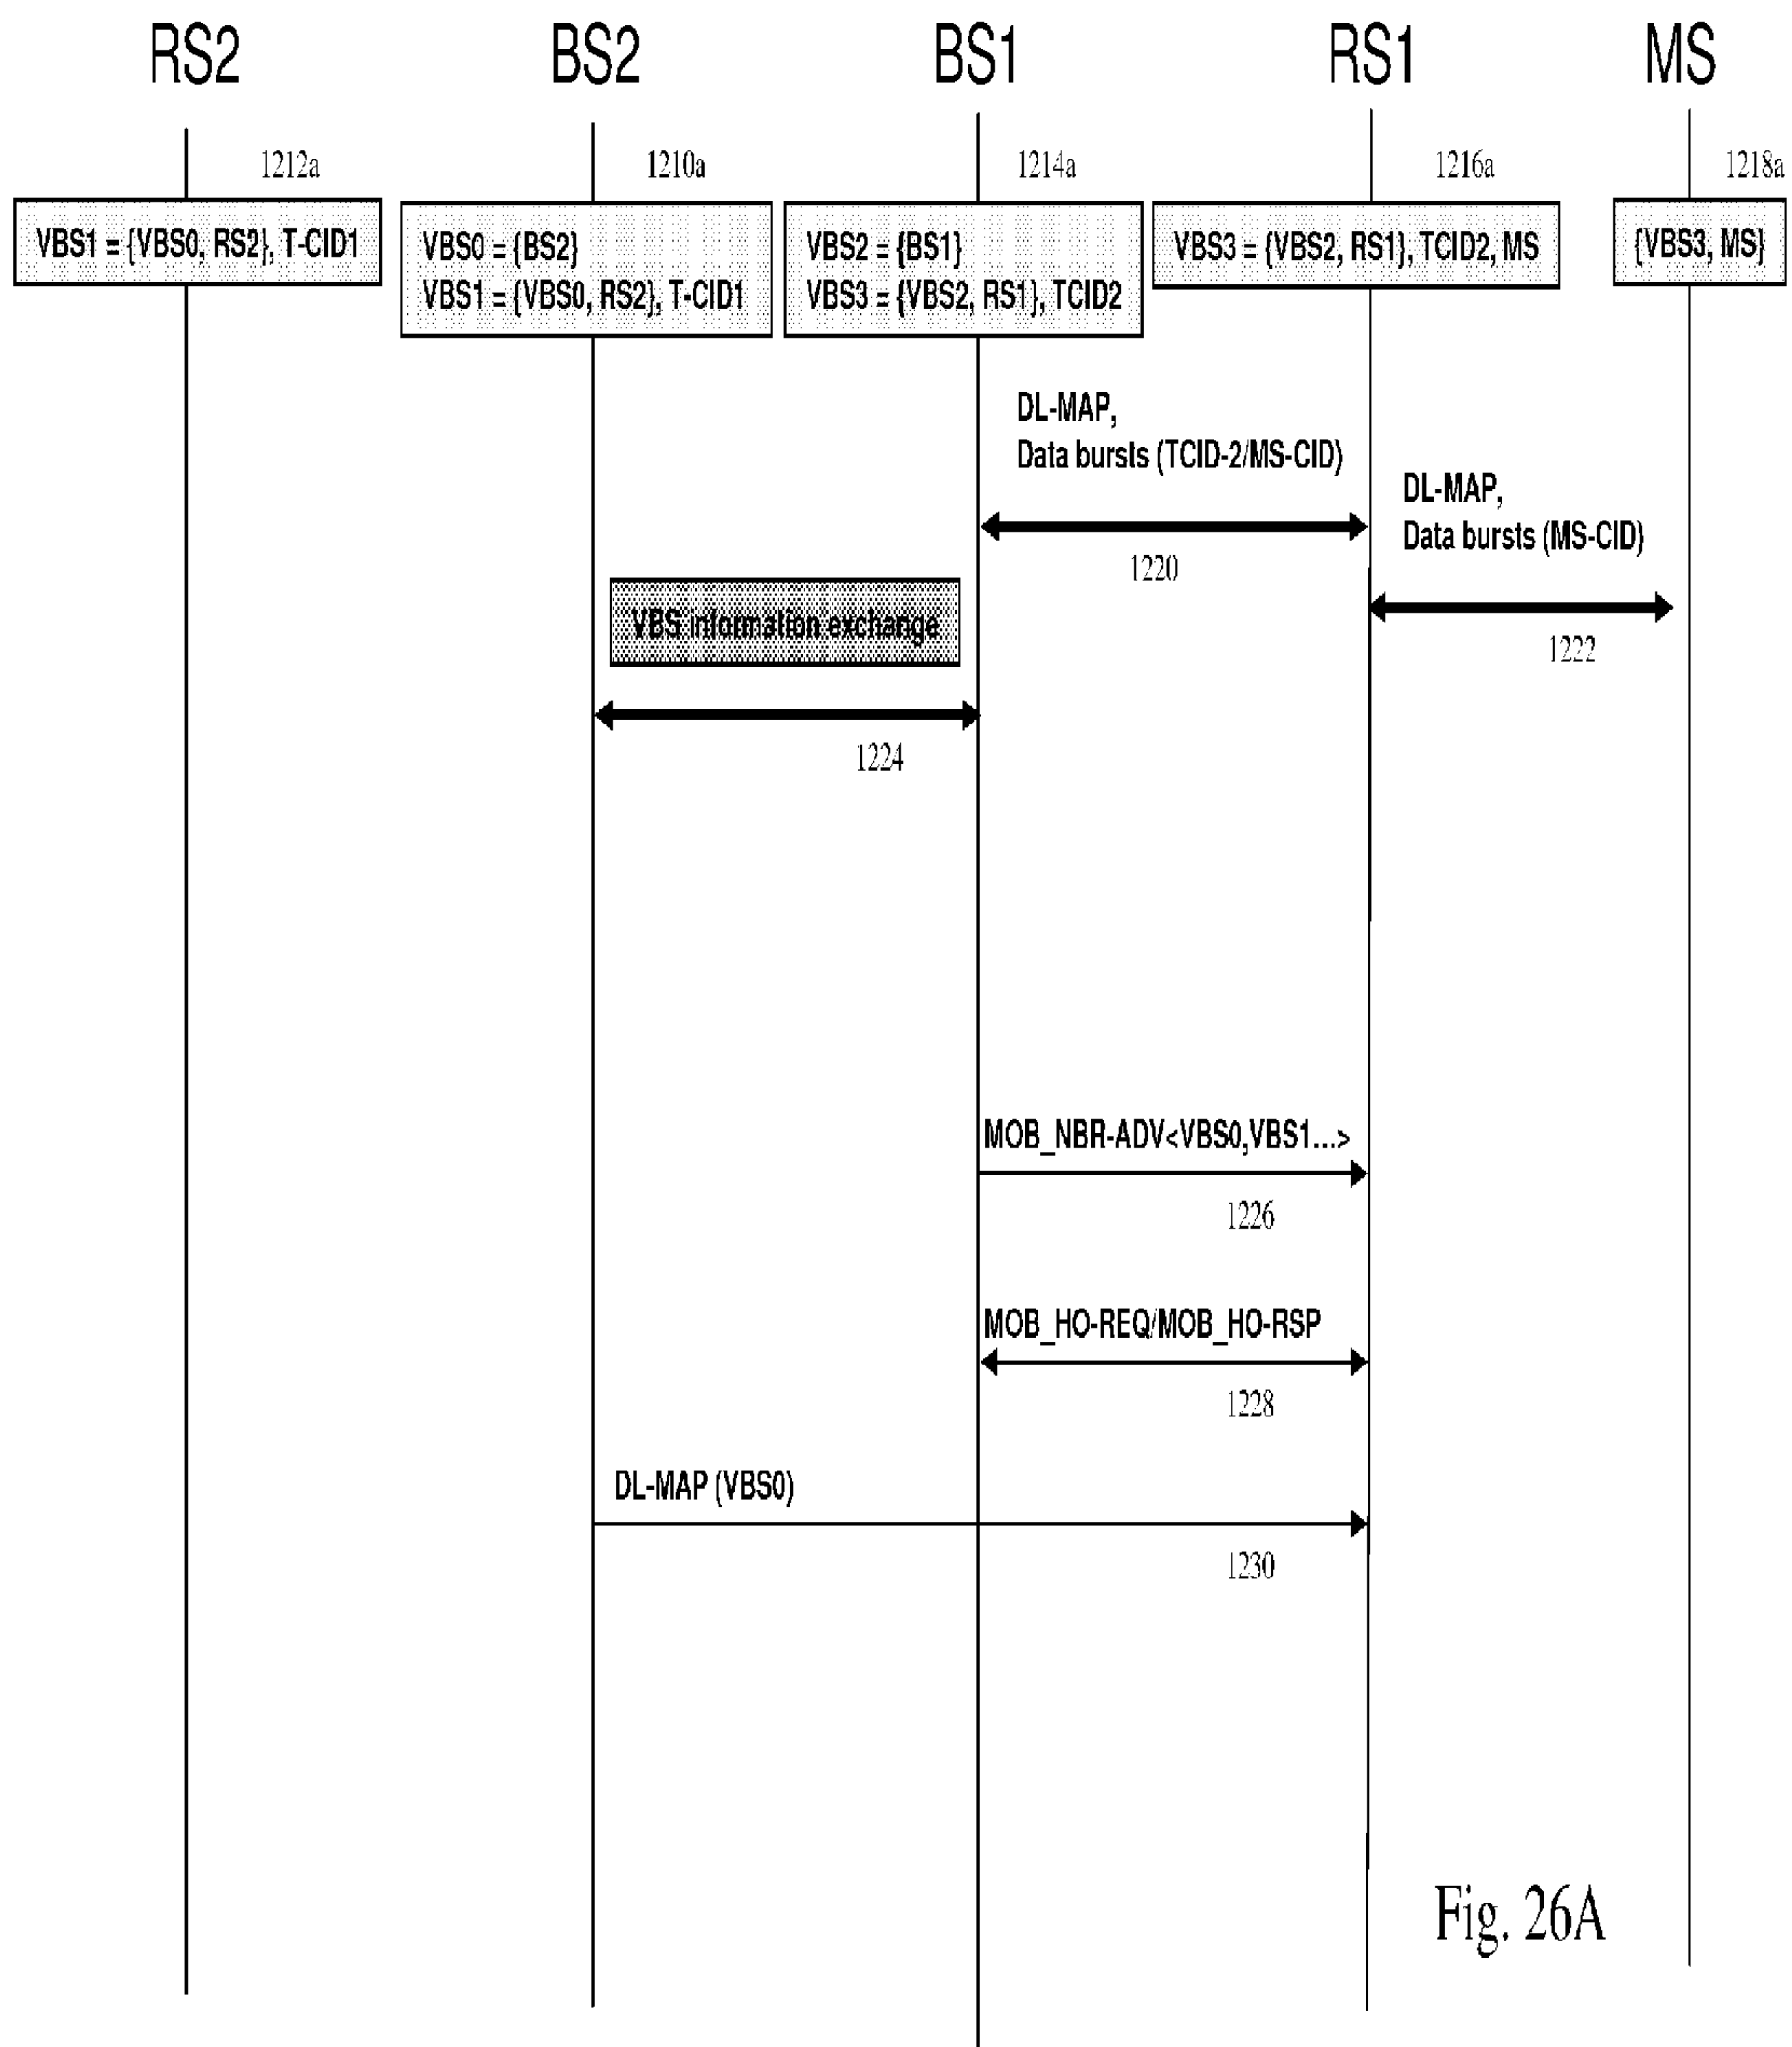 RS2 BS2 BS1 RS1 MS
1212a 1210a 1214a 1216a 1218a
VBS1 = {VBS0, RS2}, T-CID1
VBS0 = {BS2}
VBS1 = {VBS0, RS2}, T-CID1
VBS2 = {BS1}
VBS3 = {VBS2, RS1}, TCID2
VBS3 = {VBS2, RS1}, TCID2, MS
{VBS3, MS}
DL-MAP,
Data bursts (TCID-2/MS-CID)
1220
DL-MAP,
Data bursts (MS-CID)
1222
VBS information exchange
1224
MOB_NBR-ADV<VBS0,VBS1...>
1226
MOB_HO-REQ/MOB_HO-RSP
1228
DL-MAP (VBS0)
1230
Fig. 26A